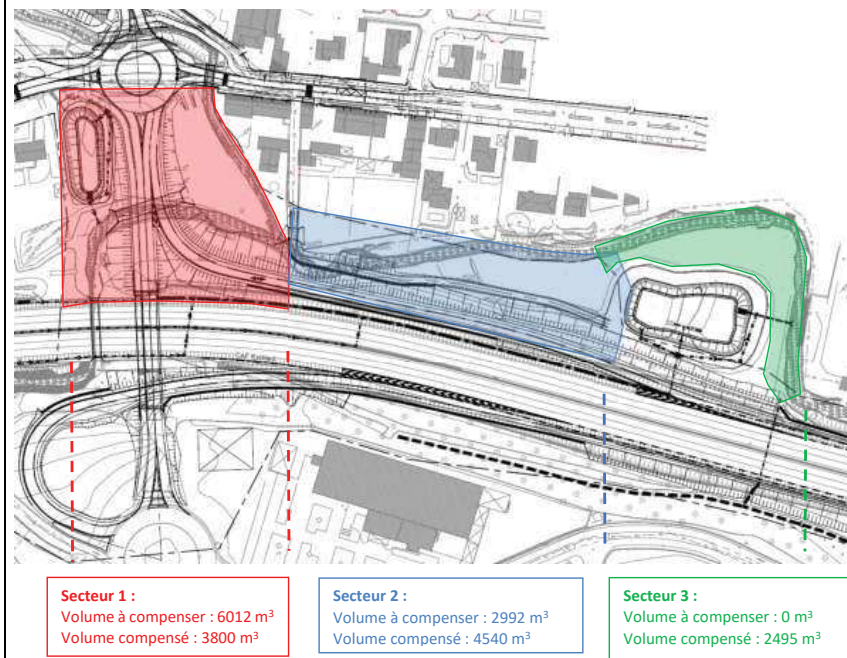 Secteur 1 :
Volume à compenser : 6012 m³
Volume compensé : 3800 m³
Secteur 2 :
Volume à compenser : 2992 m³
Volume compensé : 4540 m³
Secteur 3 :
Volume à compenser : 0 m³
Volume compensé : 2495 m³